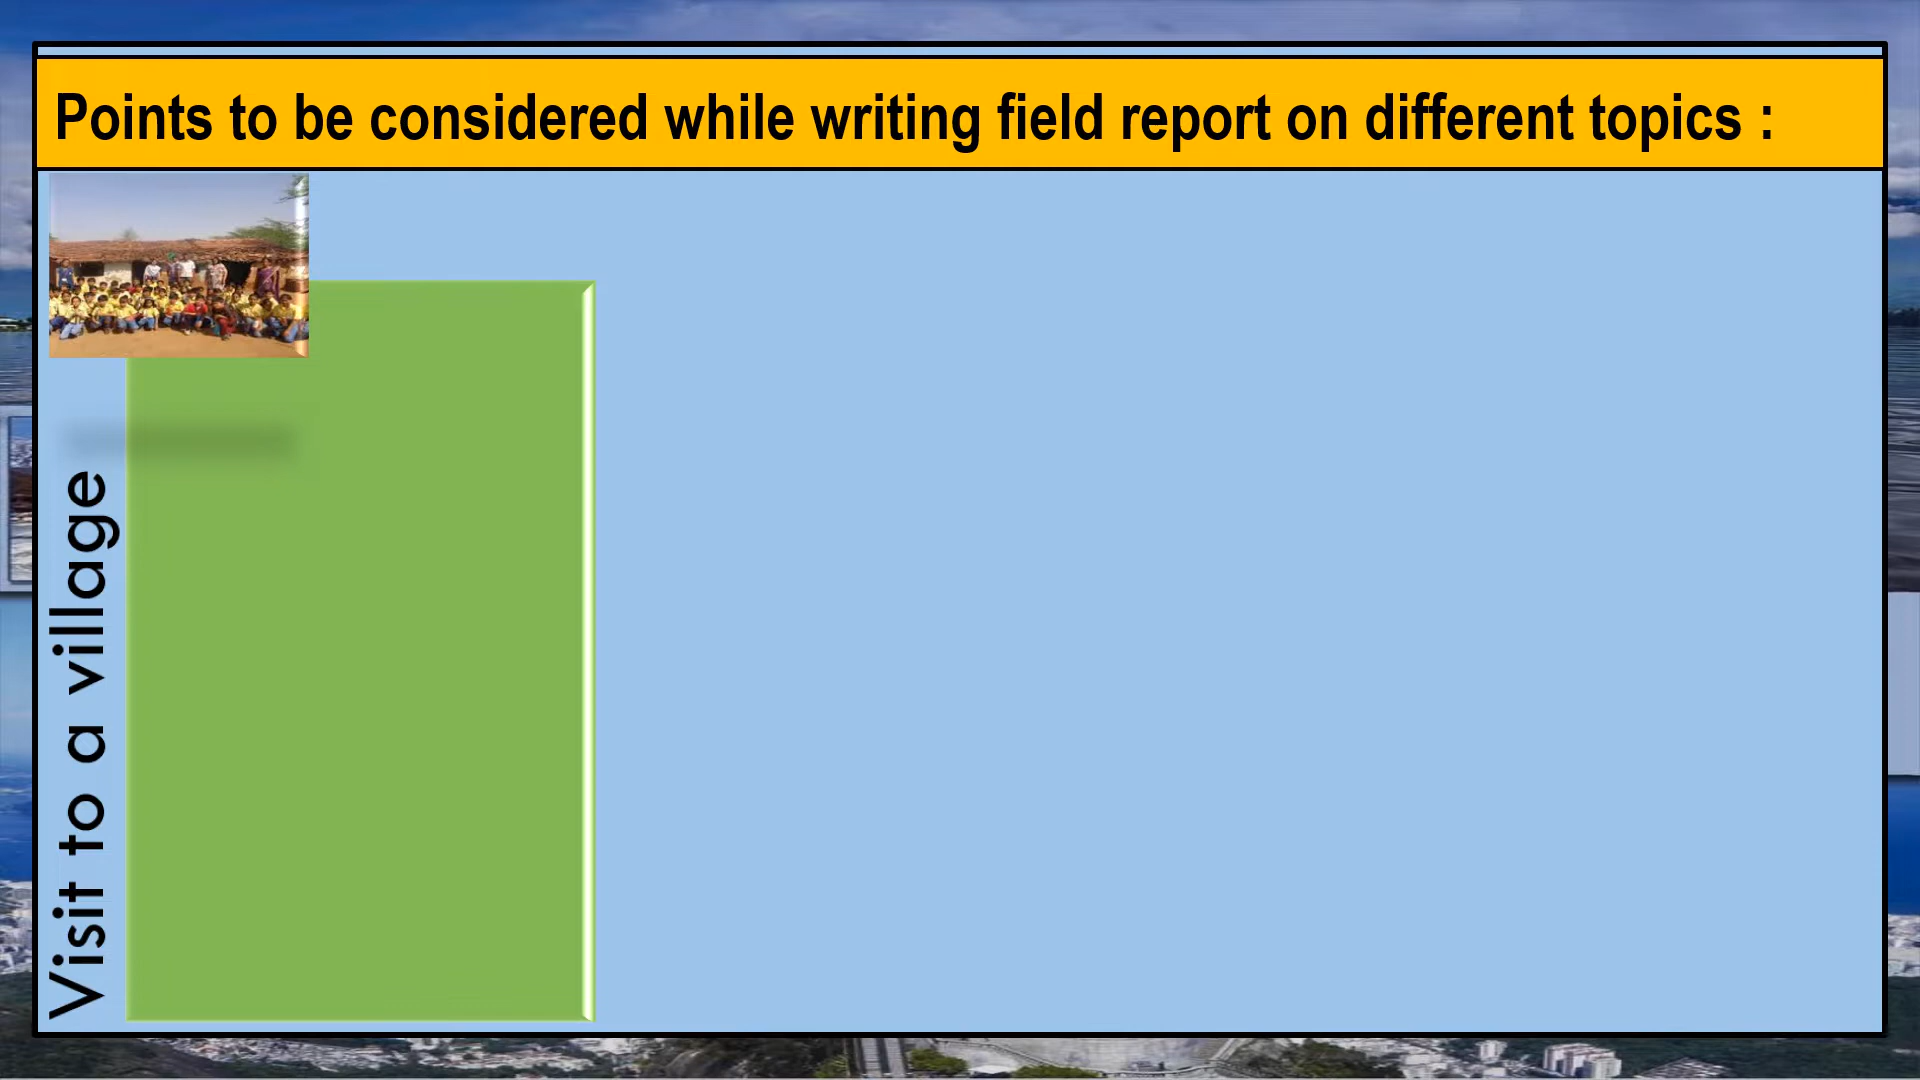 Points to be considered while writing field report on different topics :
Visit to a village